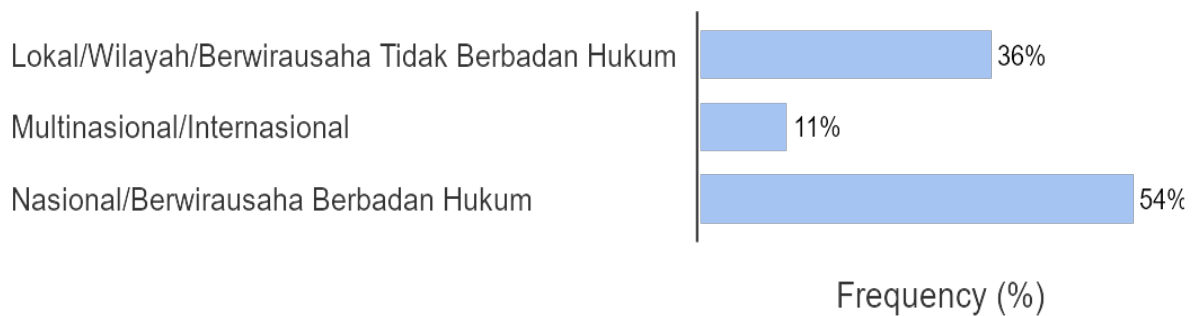 Lokal/Wilayah/Berwirausaha Tidak Berbadan Hukum 36%
Multinasional/Internasional 11%
Nasional/Berwirausaha Berbadan Hukum 54%
Frequency (%)